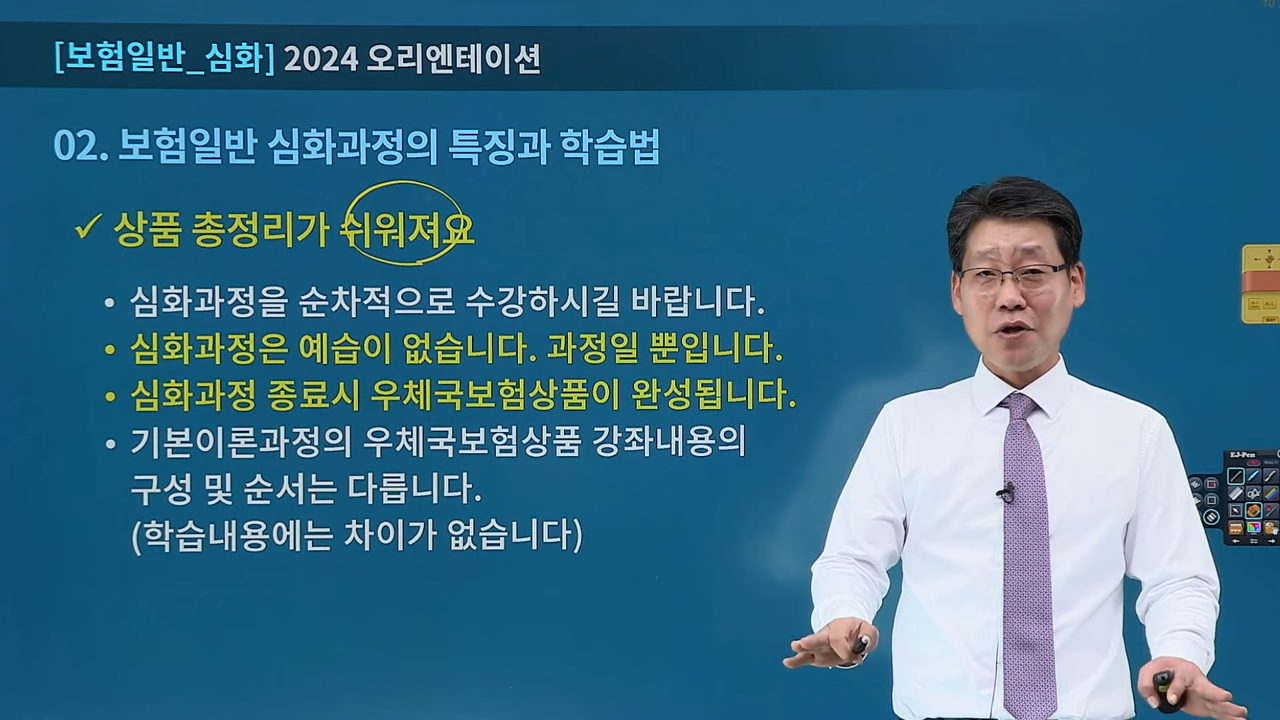 [보험일반_심화] 2024 오리엔테이션
02. 보험일반 심화과정의 특징과 학습법
✓ 상품 총정리가 쉬워져요
• 심화과정을 순차적으로 수강하시길 바랍니다.
• 심화과정은 예습이 없습니다. 과정일 뿐입니다.
• 심화과정 종료시 우체국보험상품이 완성됩니다.
• 기본이론과정의 우체국보험상품 강좌내용의
구성 및 순서는 다릅니다.
(학습내용에는 차이가 없습니다)
EJ-Pen